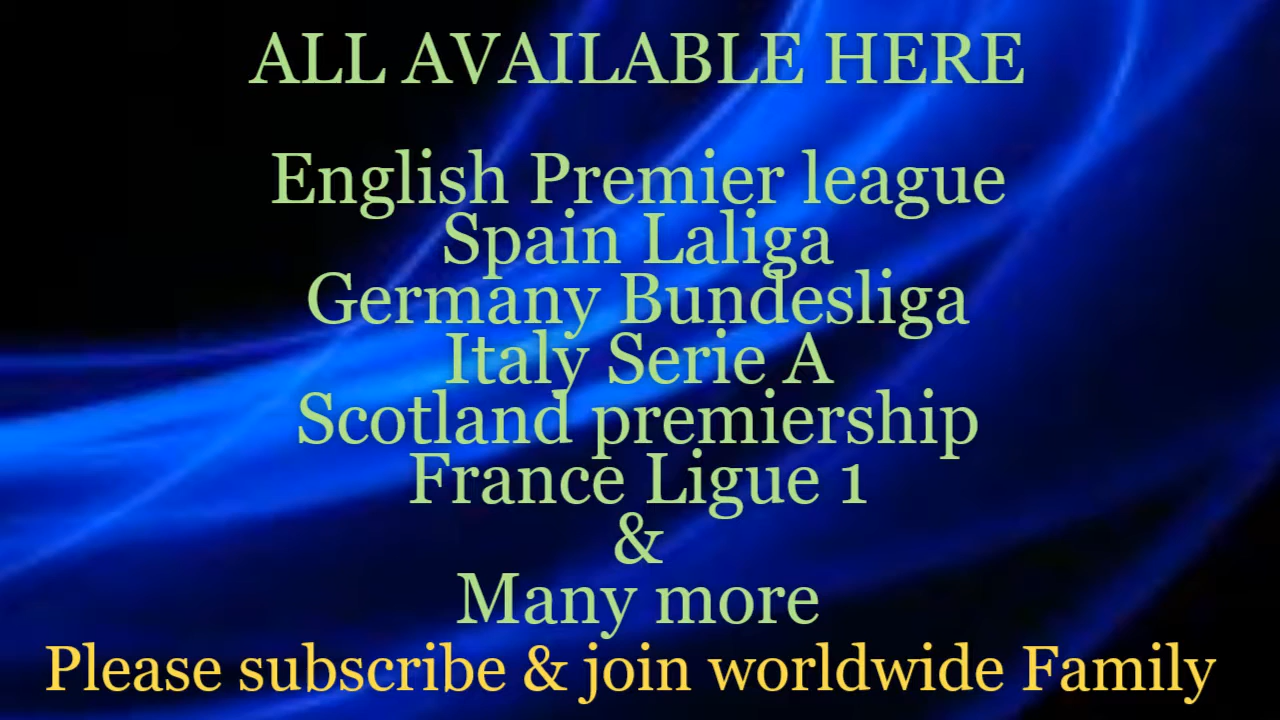 ALL AVAILABLE HERE
English Premier league
Spain Laliga
Germany Bundesliga
Italy Serie A
Scotland premiership
France Ligue 1
&
Many more
Please subscribe & join worldwide Family